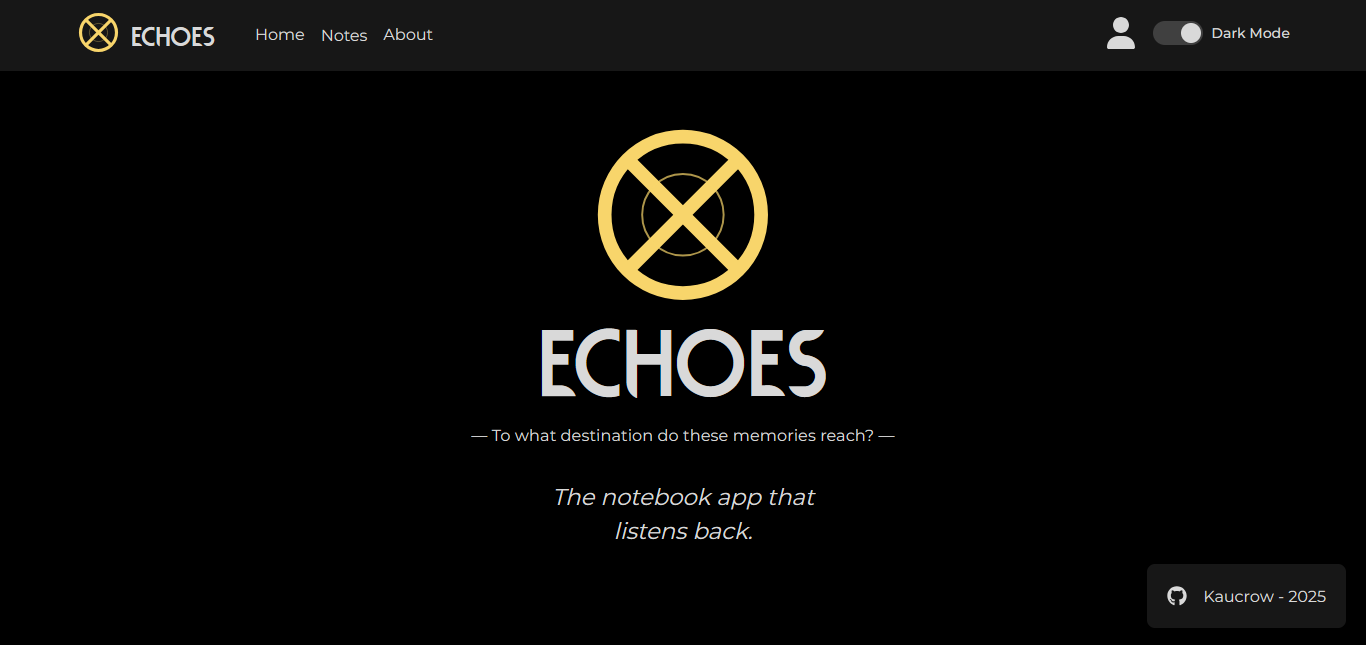 ECHOES
Home
Notes
About
Dark Mode
ECHOES
— To what destination do these memories reach? —
The notebook app that
listens back.
Kaucrow - 2025